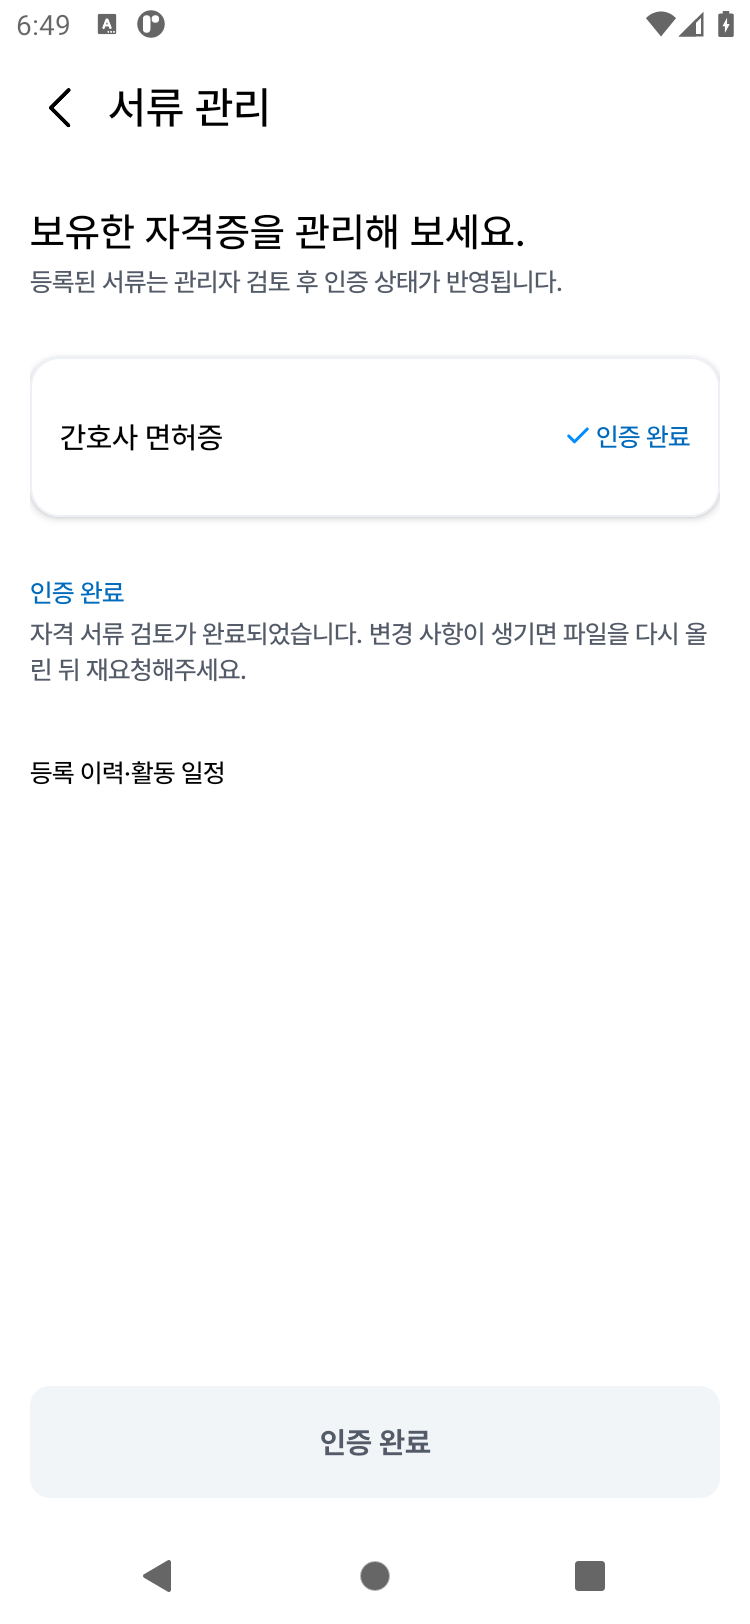 6:49
서류 관리
보유한 자격증을 관리해 보세요.
등록된 서류는 관리자 검토 후 인증 상태가 반영됩니다.
간호사 면허증
인증 완료
인증 완료
자격 서류 검토가 완료되었습니다. 변경 사항이 생기면 파일을 다시 올
린 뒤 재요청해주세요.
등록 이력·활동 일정
인증 완료